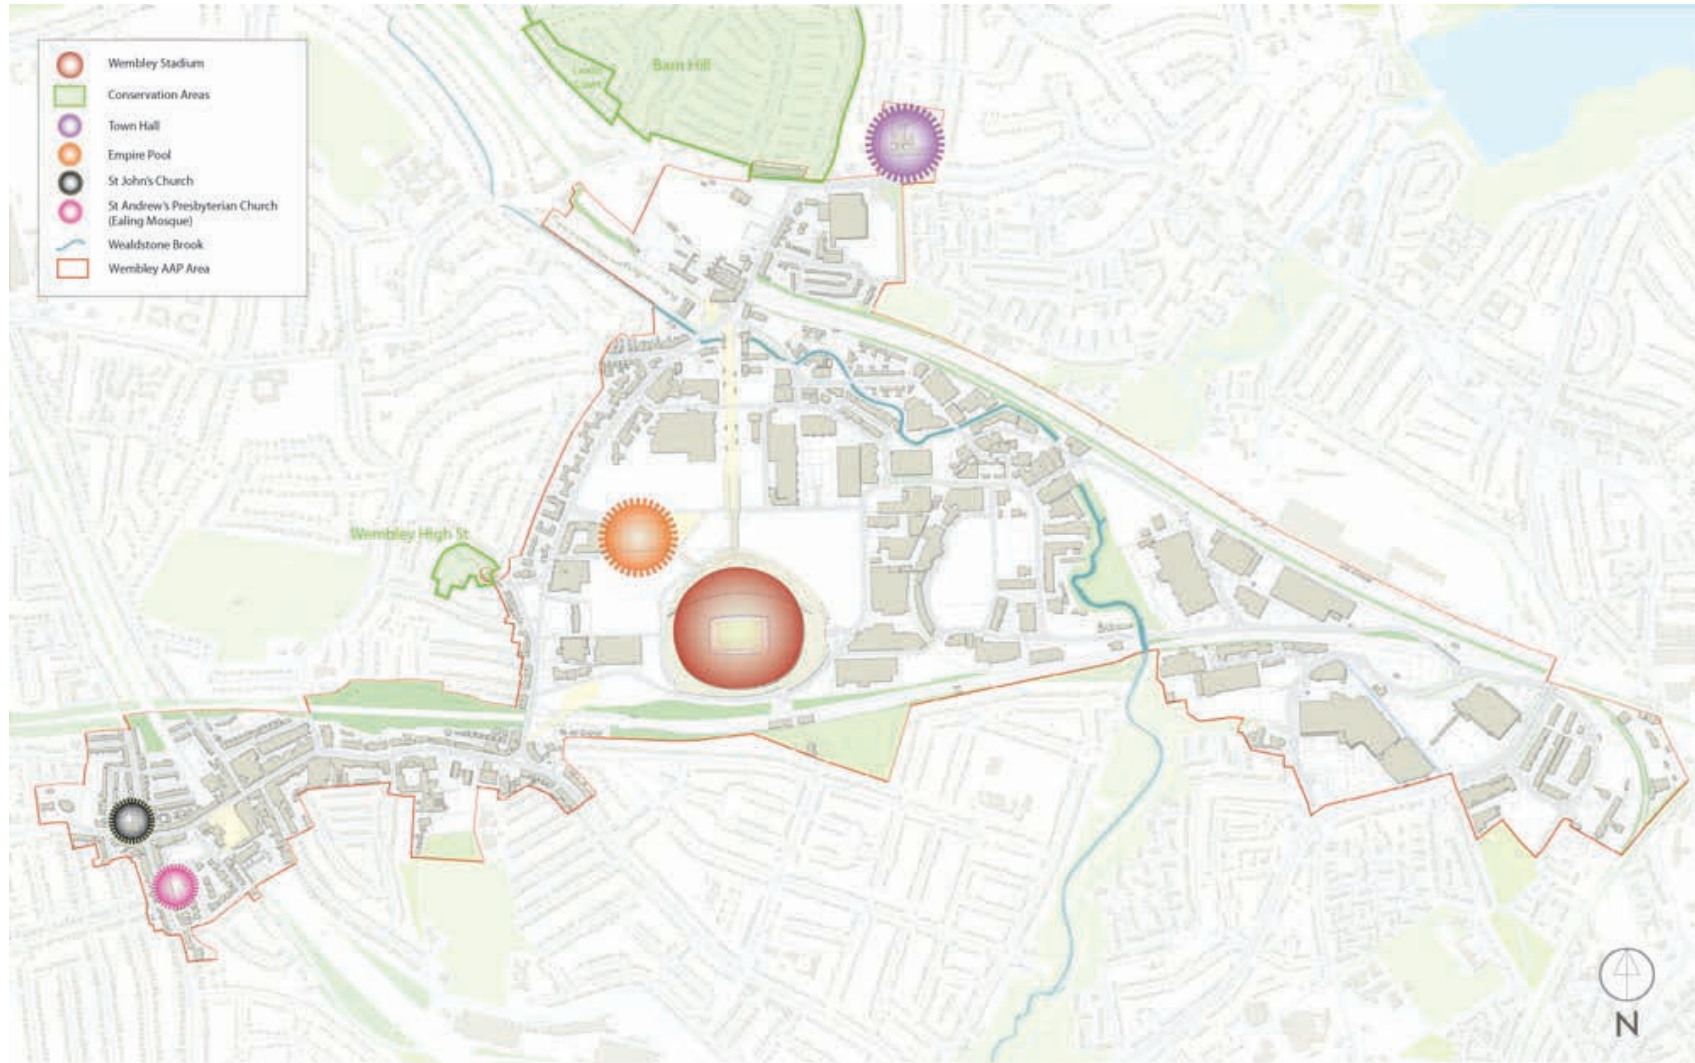 Wembley Stadium
Conservation Areas
Town Hall
Empire Pool
St John's Church
St Andrew's Presbyterian Church
(Ealing Mosque)
Wealdstone Brook
Wembley AAP Area
Barn Hill
Wembley High St
N